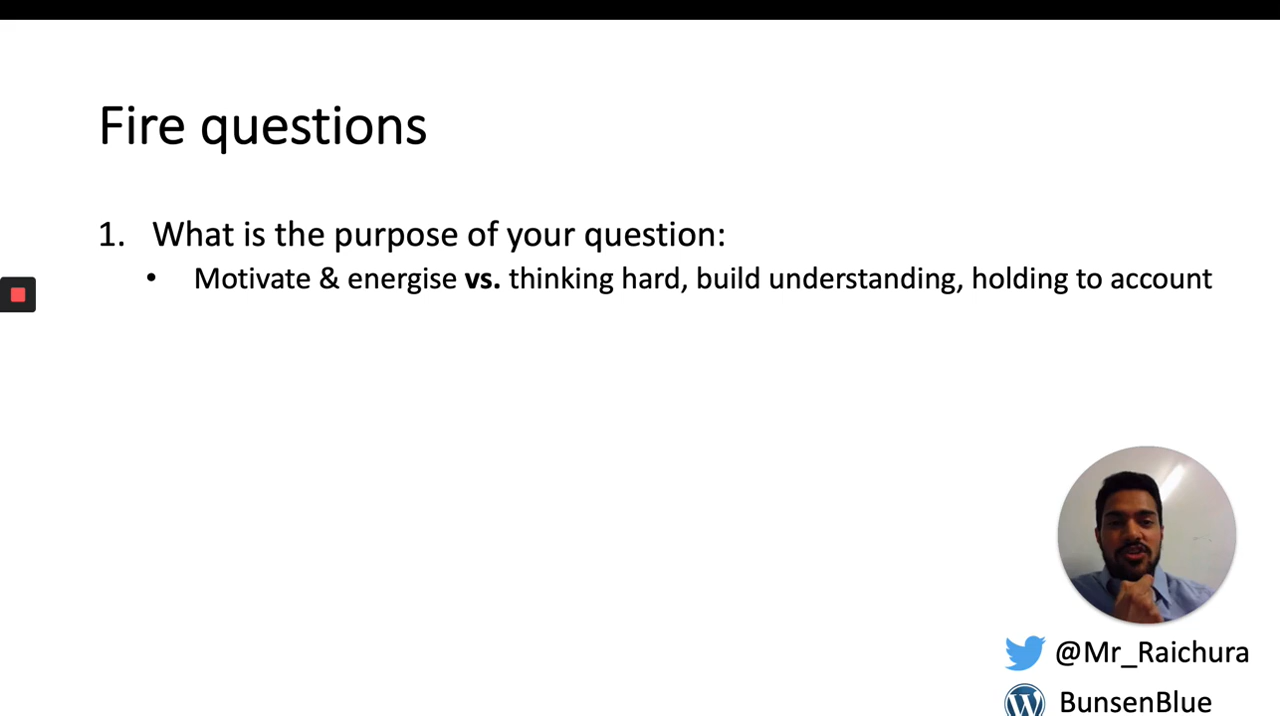 Fire questions
1. What is the purpose of your question:
• Motivate & energise vs. thinking hard, build understanding, holding to account
@Mr_Raichura
BunsenBlue